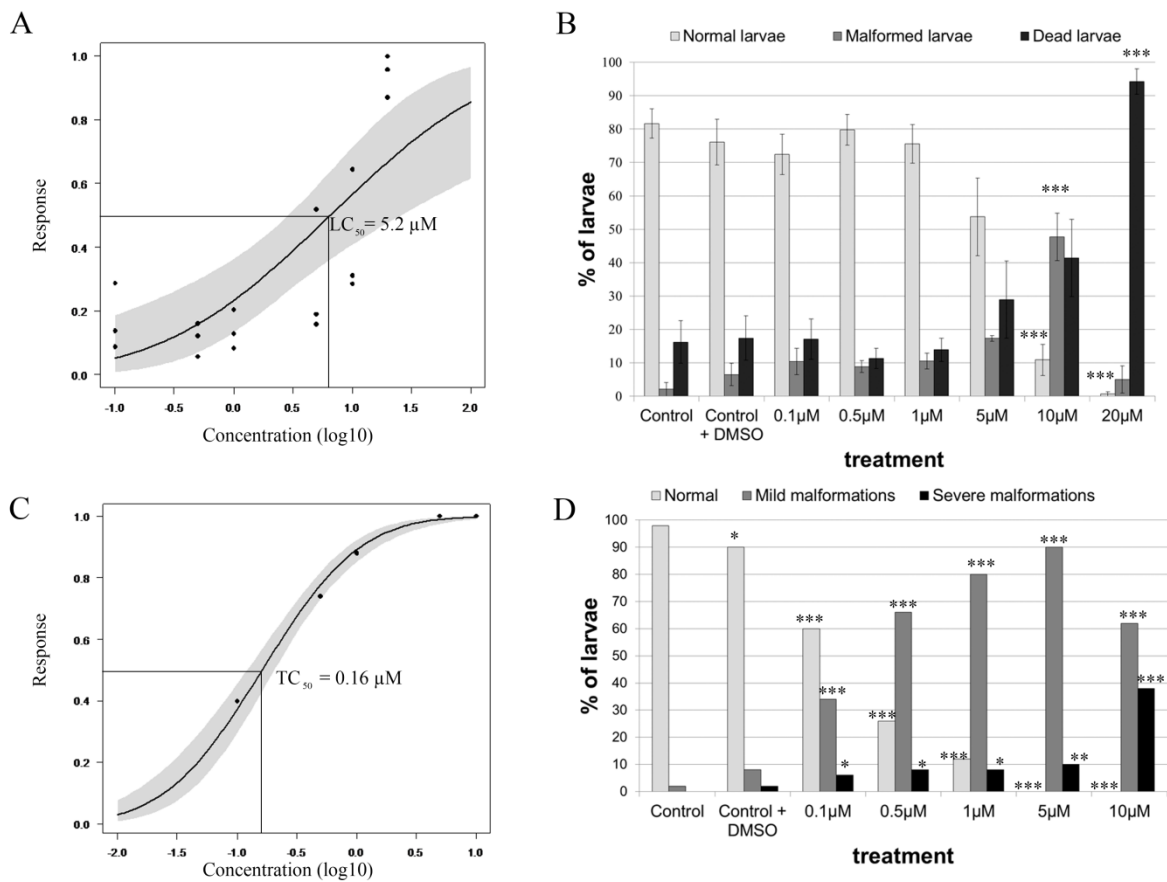 A
1.0
0.8
0.6
0.4
0.2
0.0
Response
LC50 = 5.2 µM
-1.0 -0.5 0.0 0.5 1.0 1.5 2.0
Concentration (log10)
B
Normal larvae Malformed larvae Dead larvae
100
90
80
70
60
50
40
30
20
10
0
% of larvae
***
***
***
***
Control Control + DMSO 0.1µM 0.5µM 1µM 5µM 10µM 20µM
treatment
C
1.0
0.8
0.6
0.4
0.2
0.0
Response
TC50 = 0.16 µM
-2.0 -1.5 -1.0 -0.5 0.0 0.5 1.0
Concentration (log10)
D
Normal Mild malformations Severe malformations
100
90
80
70
60
50
40
30
20
10
0
% of larvae
*
*** *** *
*** *** *
*** *** *
*** *** **
*** *** ***
Control Control + DMSO 0.1µM 0.5µM 1µM 5µM 10µM
treatment